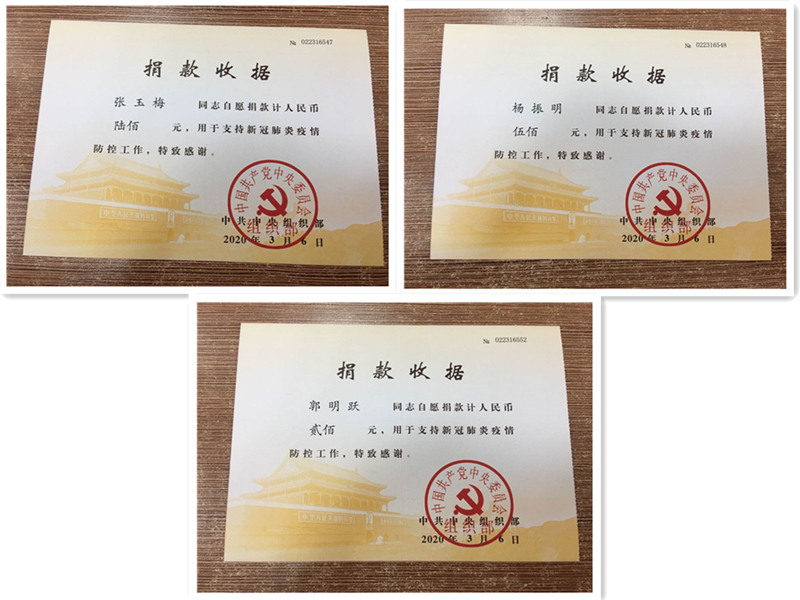 № 022316547
捐款收据
张玉梅 同志自愿捐款计人民币
陆佰 元，用于支持新冠肺炎疫情
防控工作，特致感谢。
中国共产党中央委员会
组织部
中共中央组织部
2020年3月6日
№ 022316548
捐款收据
杨振明 同志自愿捐款计人民币
伍佰 元，用于支持新冠肺炎疫情
防控工作，特致感谢。
中国共产党中央委员会
组织部
中共中央组织部
2020年3月6日
№ 022316552
捐款收据
郭明跃 同志自愿捐款计人民币
贰佰 元，用于支持新冠肺炎疫情
防控工作，特致感谢。
中国共产党中央委员会
组织部
中共中央组织部
2020年3月6日